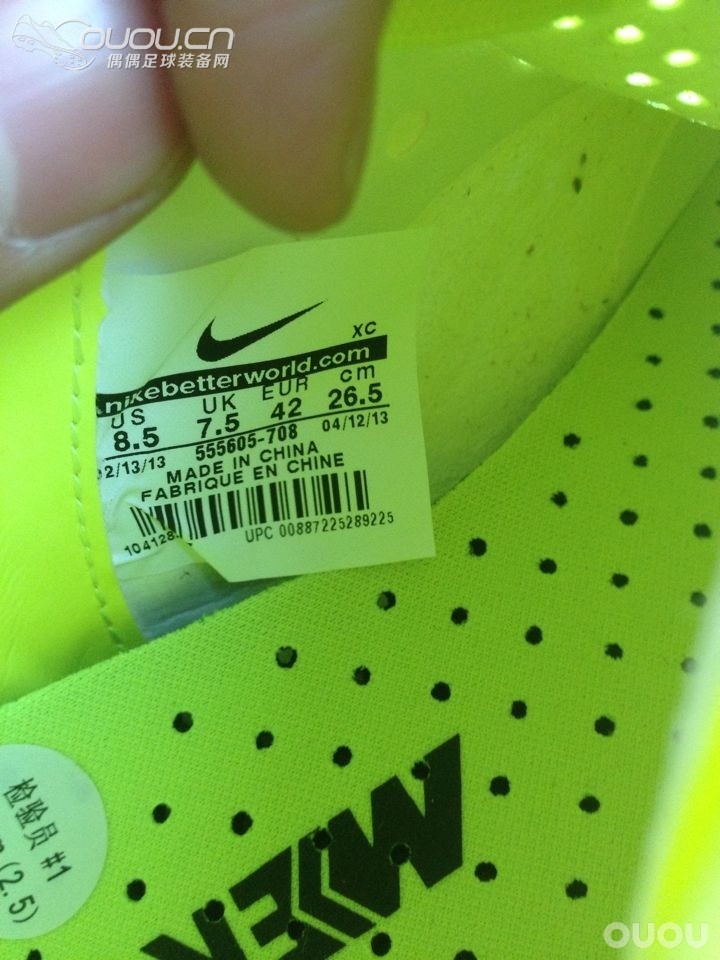 OUOU.CN
偶偶足球装备网
XC
nikebetterworld.com
US UK EUR cm
8.5 7.5 42 26.5
02/13/13 555605-708 04/12/13
MADE IN CHINA
FABRIQUE EN CHINE
104128
UPC 00887225289225
检验员 #1
(2.5)
OUOU